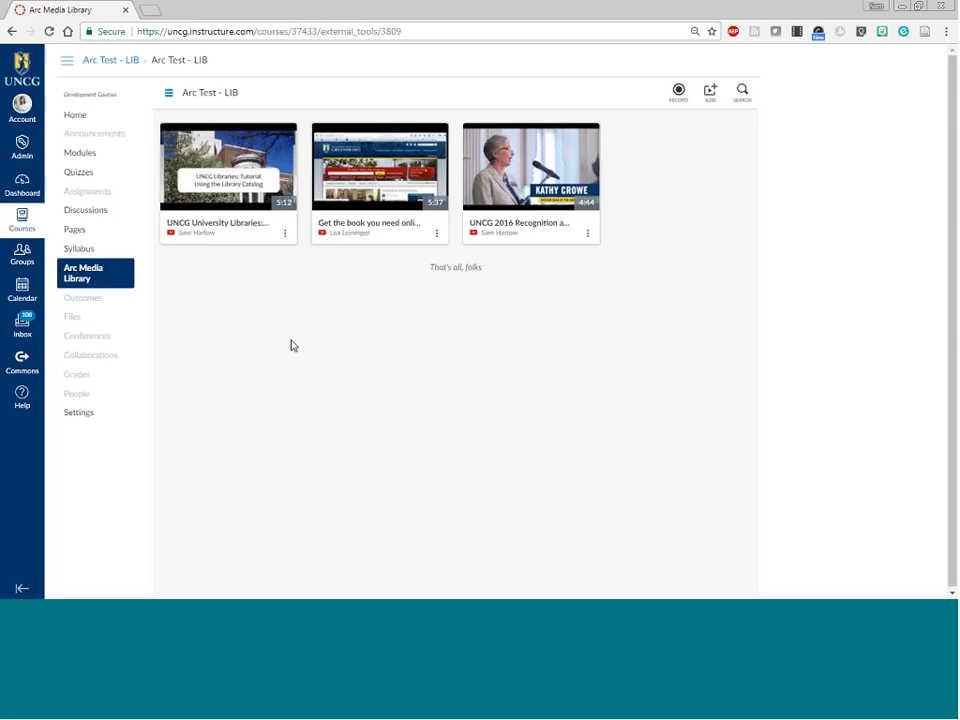 Arc Media Library
Sam
Secure
https://uncg.instructure.com/courses/37433/external_tools/3809
ABP
New
UNCG
Account
Admin
Dashboard
Courses
Groups
Calendar
108
Inbox
Commons
Help
Arc Test - LIB › Arc Test - LIB
Development Courses
Home
Announcements
Modules
Quizzes
Assignments
Discussions
Pages
Syllabus
Arc Media
Library
Outcomes
Files
Conferences
Collaborations
Grades
People
Settings
Arc Test - LIB
RECORD
ADD
SEARCH
UNCG Libraries: Tutorial
Using the Library Catalog
5:12
UNCG University Libraries:...
Sam Harlow
5:37
Get the book you need onli...
Lea Leininger
KATHY CROWE
4:44
UNCG 2016 Recognition a...
Sam Harlow
That's all, folks